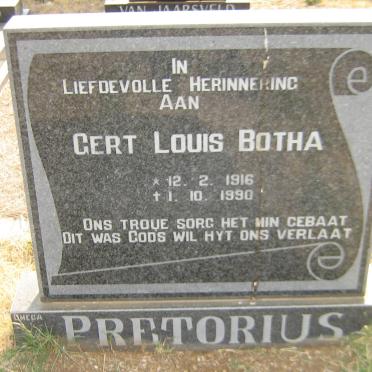 VAN JAARSVELD
IN
LIEFDEVOLLE HERINNERING
AAN
GERT LOUIS BOTHA
* 12. 2. 1916
† 1. 10. 1990
ONS TROUE SORG HET MIN GEBAAT
DIT WAS GODS WIL HYT ONS VERLAAT
OMEGA
PRETORIUS